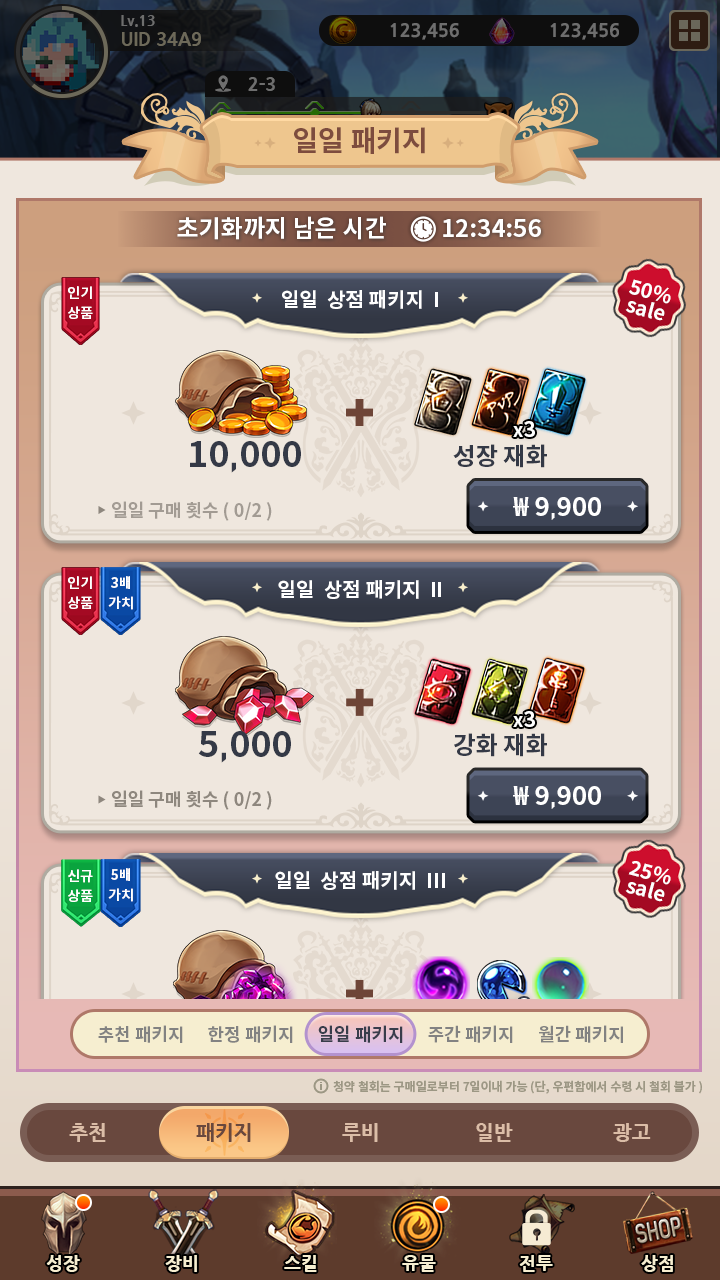 Lv.13
UID 34A9
123,456
123,456
2-3
일일 패키지
초기화까지 남은 시간 12:34:56
인기
상품
일일 상점 패키지 I
50%
sale
10,000
x3
성장 재화
일일 구매 횟수 ( 0/2 )
₩ 9,900
인기
상품
3배
가치
일일 상점 패키지 II
5,000
x3
강화 재화
일일 구매 횟수 ( 0/2 )
₩ 9,900
신규
상품
5배
가치
일일 상점 패키지 III
25%
sale
추천 패키지 한정 패키지 일일 패키지 주간 패키지 월간 패키지
청약 철회는 구매일로부터 7일이내 가능 (단, 우편함에서 수령 시 철회 불가 )
추천 패키지 루비 일반 광고
SHOP
성장 장비 스킬 유물 전투 상점